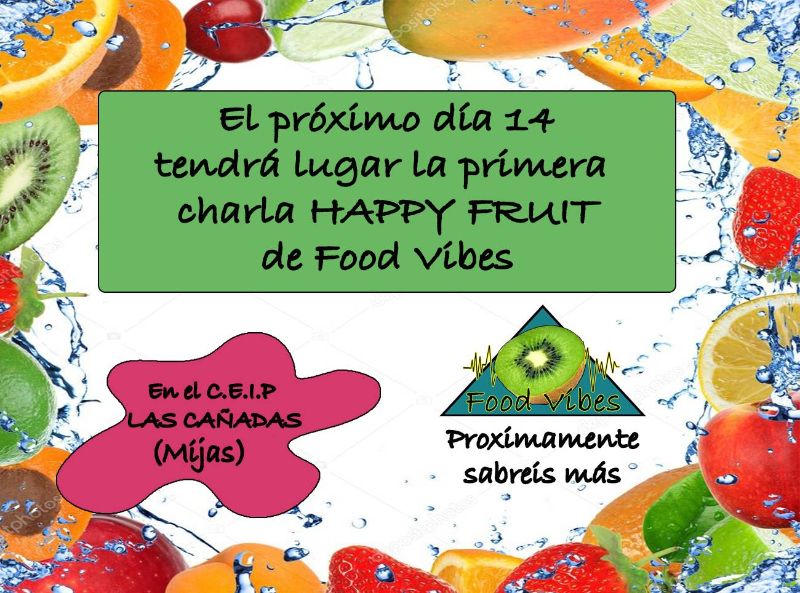 El próximo día 14
tendrá lugar la primera
charla HAPPY FRUIT
de Food Vibes
En el C.E.I.P
LAS CAÑADAS
(Mijas)
Food Vibes
Proximamente
sabreis más